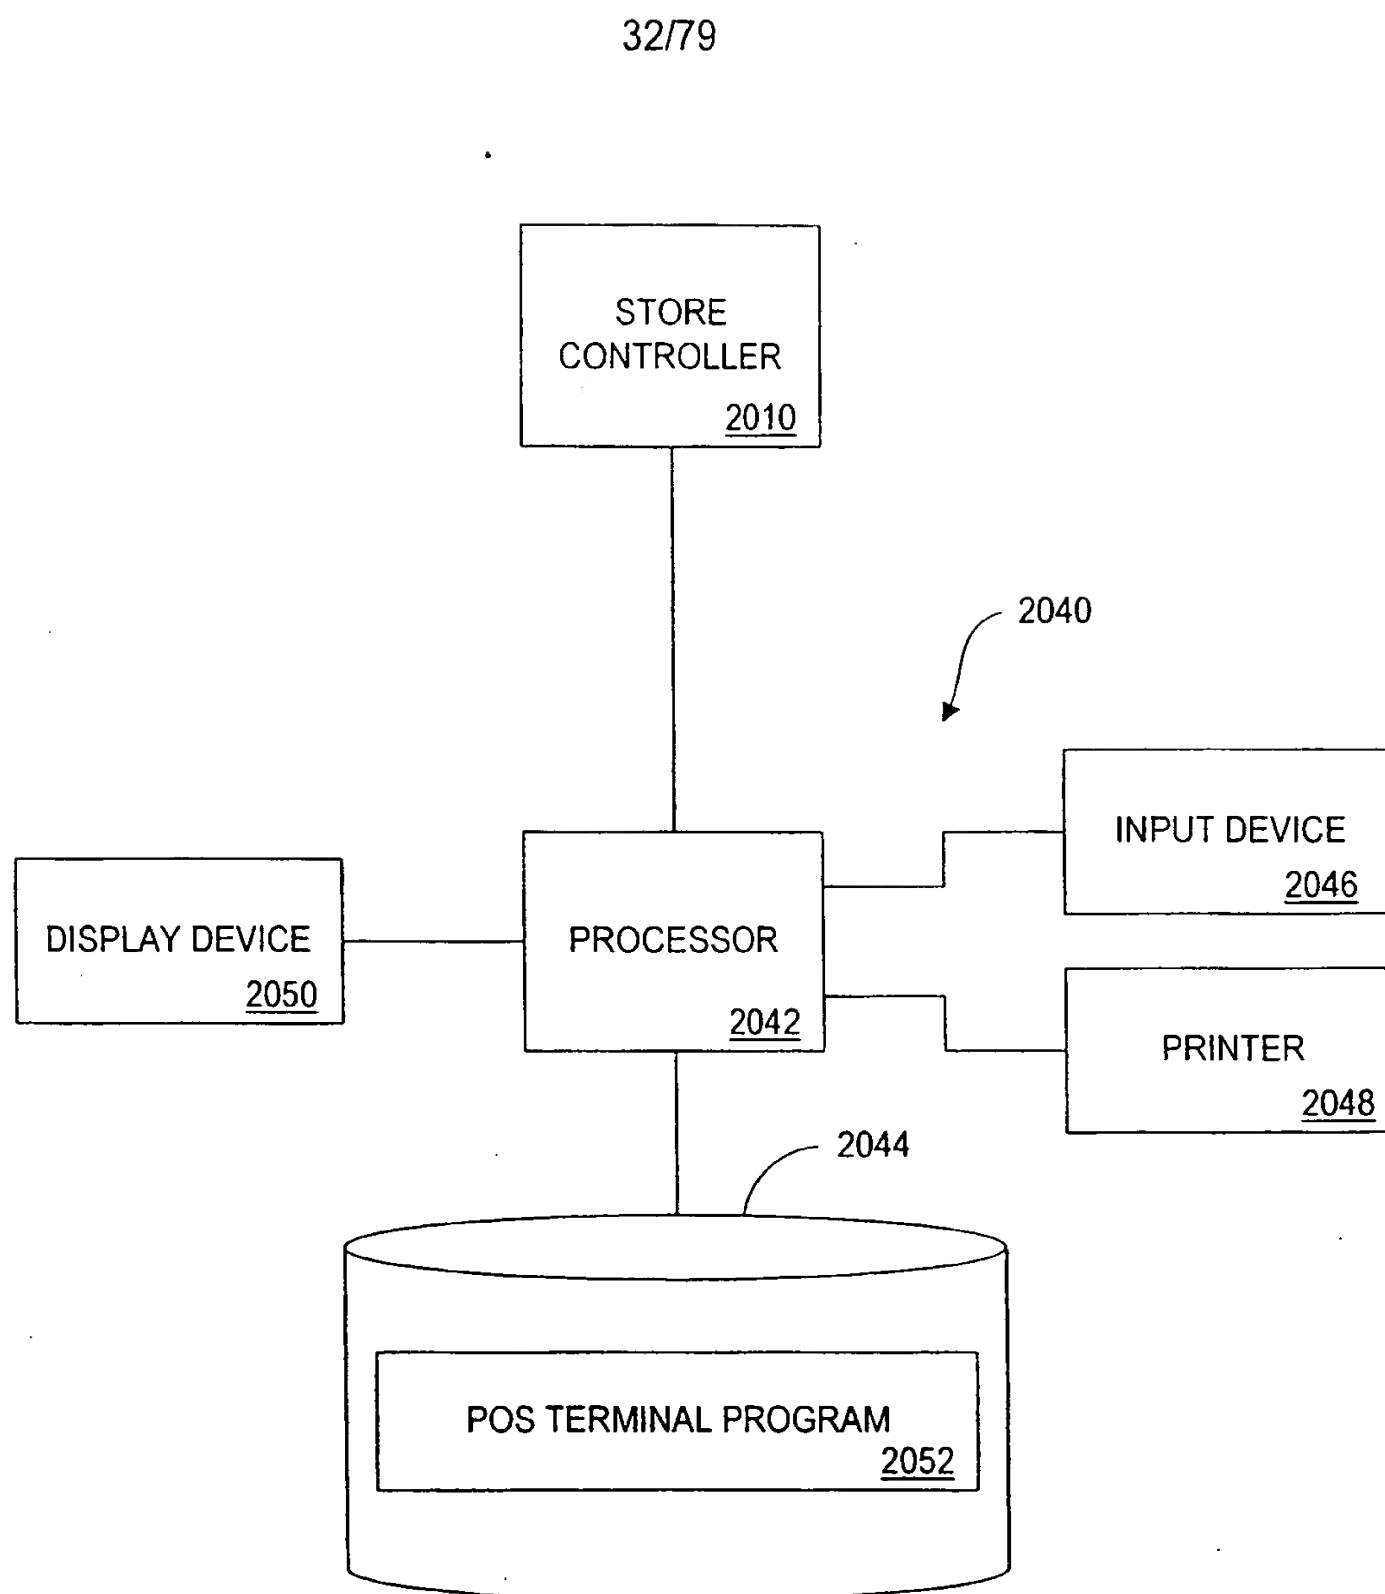 32/79
STORE
CONTROLLER
2010
2040
INPUT DEVICE
2046
DISPLAY DEVICE
2050
PROCESSOR
2042
PRINTER
2048
2044
POS TERMINAL PROGRAM
2052